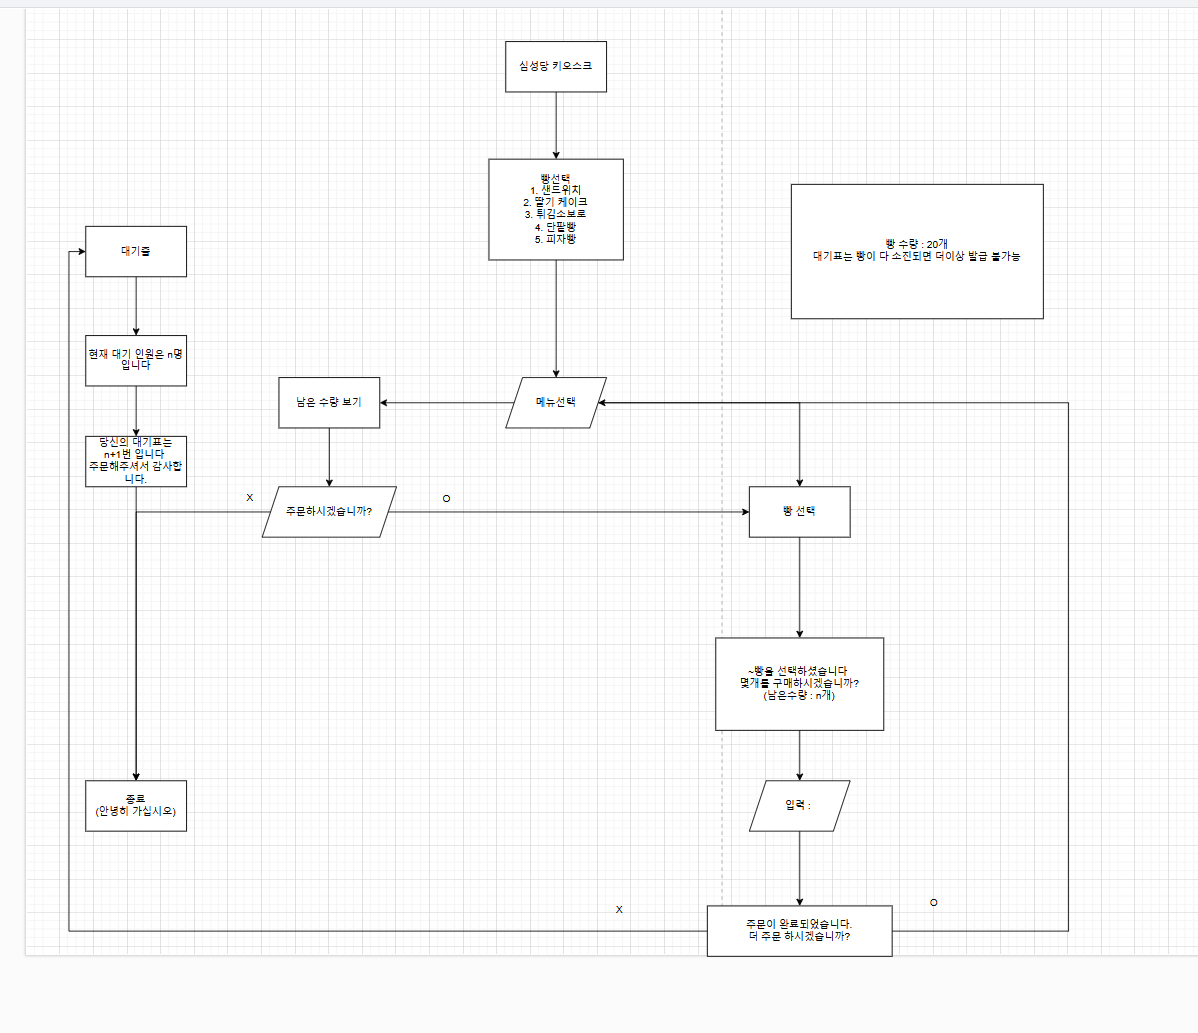 심성당 키오스크
빵선택
1. 샌드위치
2. 딸기 케이크
3. 튀김소보로
4. 단팥빵
5. 피자빵
빵 수량 : 20개
대기표는 빵이 다 소진되면 더이상 발급 불가능
대기줄
현재 대기 인원은 n명
입니다
당신의 대기표는
n+1번 입니다
주문해주셔서 감사합
니다.
남은 수량 보기
메뉴선택
X
주문하시겠습니까?
O
빵 선택
~빵을 선택하셨습니다
몇개를 구매하시겠습니까?
(남은수량 : n개)
종료
(안녕히 가십시오)
입력 :
X
주문이 완료되었습니다.
더 주문 하시겠습니까?
O